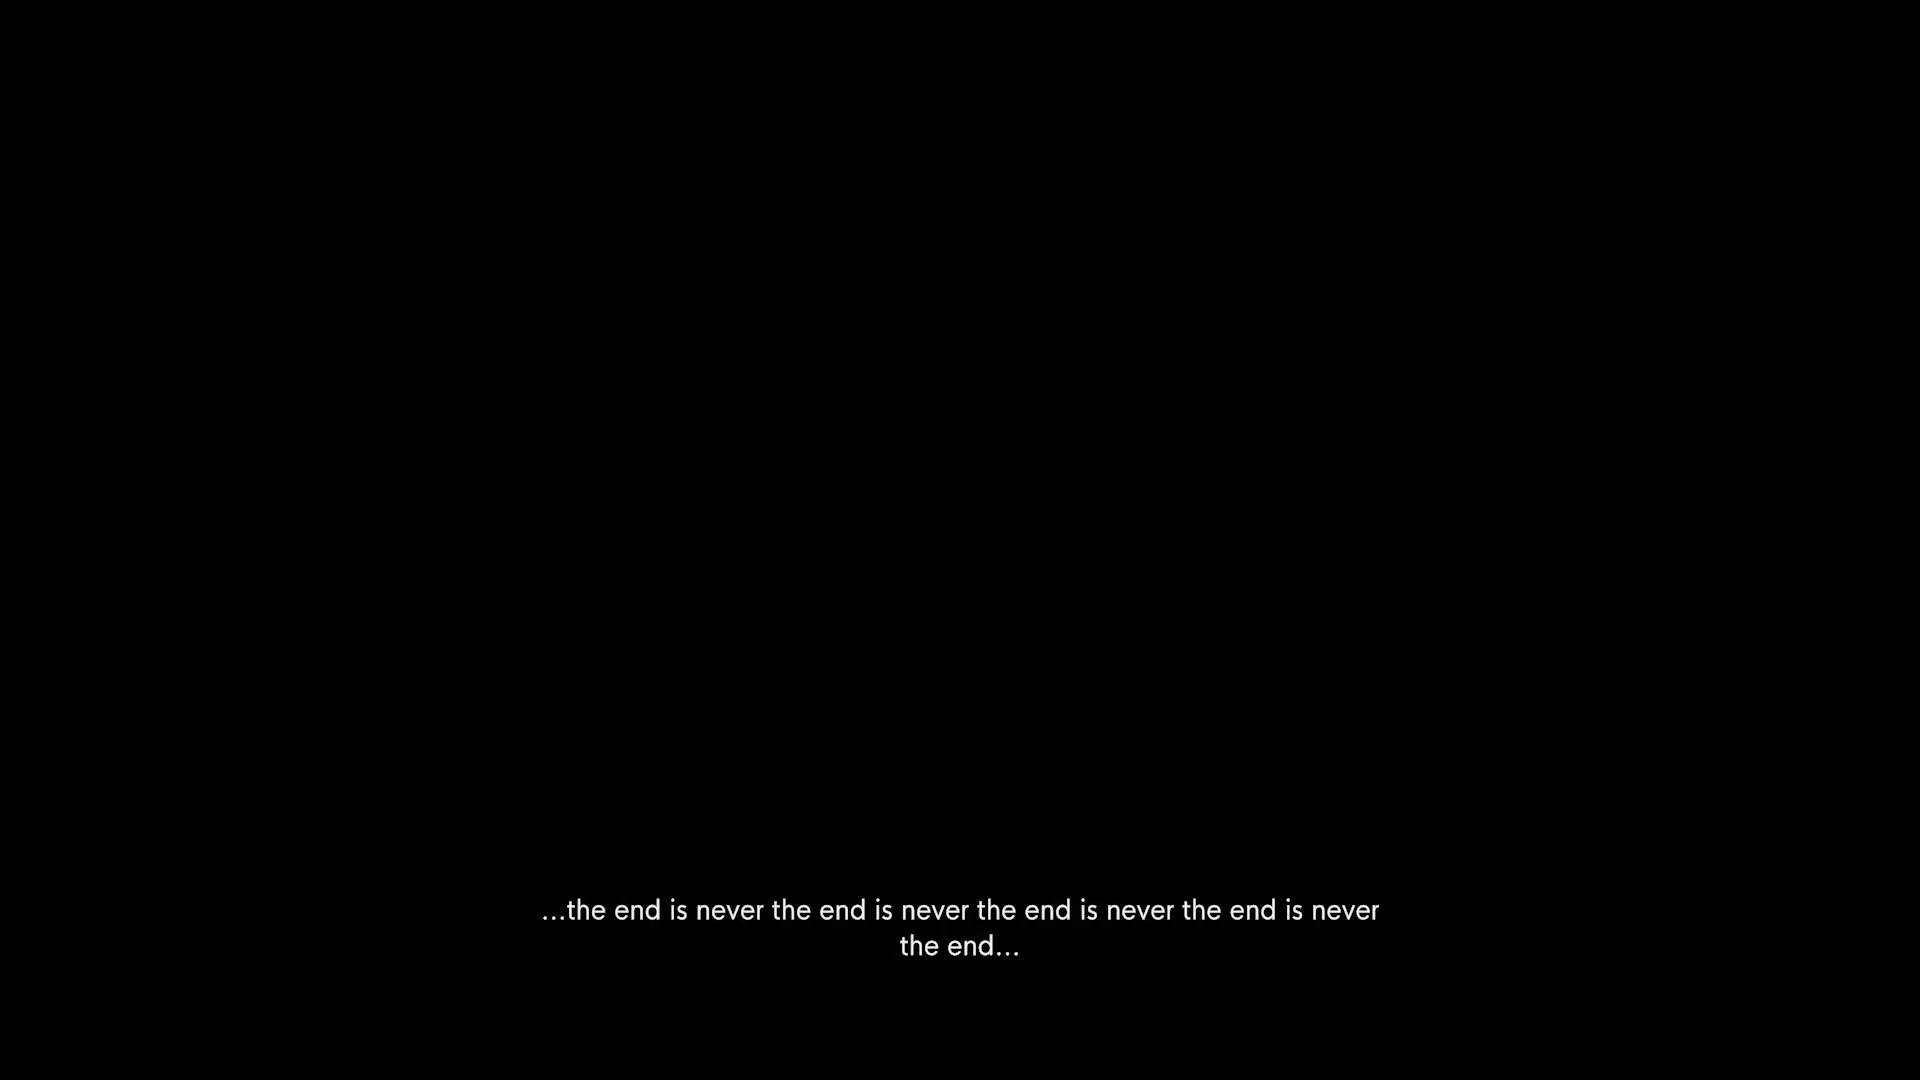 ...the end is never the end is never the end is never the end is never
the end...